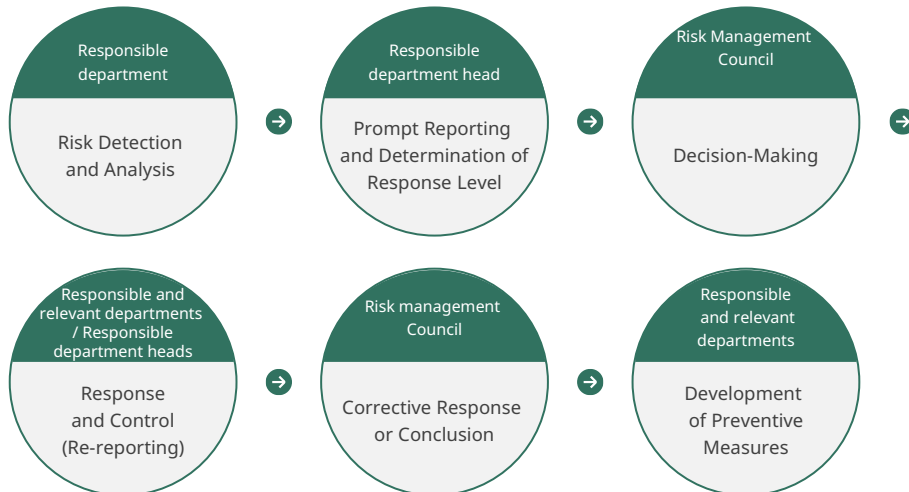 Responsible
department
Risk Detection
and Analysis
Responsible
department head
Prompt Reporting
and Determination of
Response Level
Risk Management
Council
Decision-Making
Responsible and
relevant departments
/ Responsible
department heads
Response
and Control
(Re-reporting)
Risk management
Council
Corrective Response
or Conclusion
Responsible
and relevant
departments
Development
of Preventive
Measures